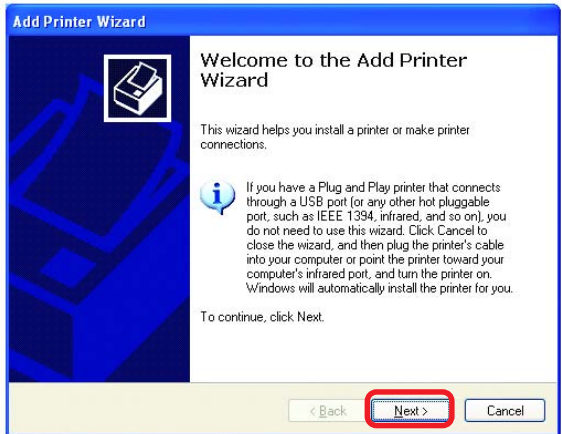 Add Printer Wizard
Welcome to the Add Printer
Wizard
This wizard helps you install a printer or make printer
connections.
If you have a Plug and Play printer that connects
through a USB port (or any other hot pluggable
port, such as IEEE 1394, infrared, and so on), you
do not need to use this wizard. Click Cancel to
close the wizard, and then plug the printer's cable
into your computer or point the printer toward your
computer's infrared port, and turn the printer on.
Windows will automatically install the printer for you.
To continue, click Next.
< Back Next > Cancel